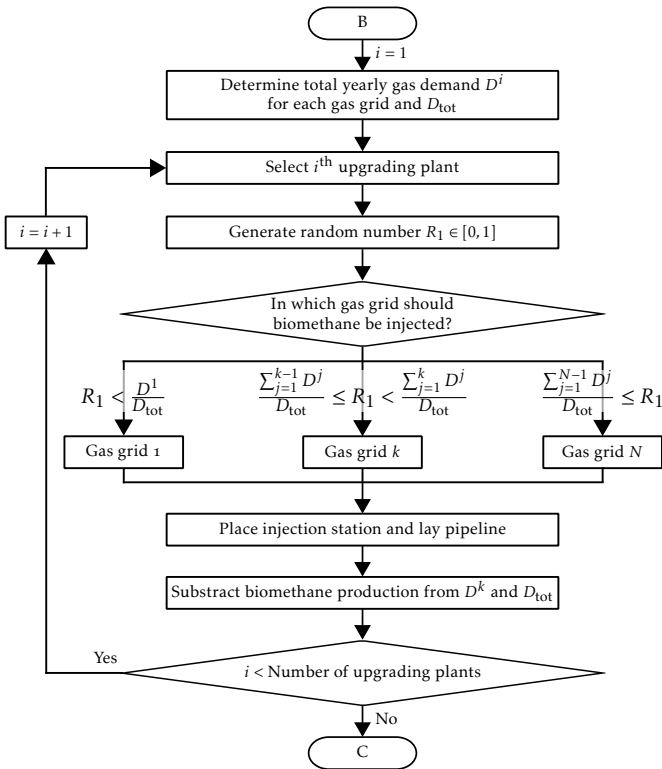 B
i = 1
Determine total yearly gas demand D^i
for each gas grid and D_tot
Select i^th upgrading plant
i = i + 1
Generate random number R_1 ∈ [0, 1]
In which gas grid should
biomethane be injected?
R_1 < D^1 / D_tot
∑_{j=1}^{k−1} D^j / D_tot ≤ R_1 < ∑_{j=1}^{k} D^j / D_tot
∑_{j=1}^{N−1} D^j / D_tot ≤ R_1
Gas grid 1
Gas grid k
Gas grid N
Place injection station and lay pipeline
Substract biomethane production from D^k and D_tot
Yes
i < Number of upgrading plants
No
C